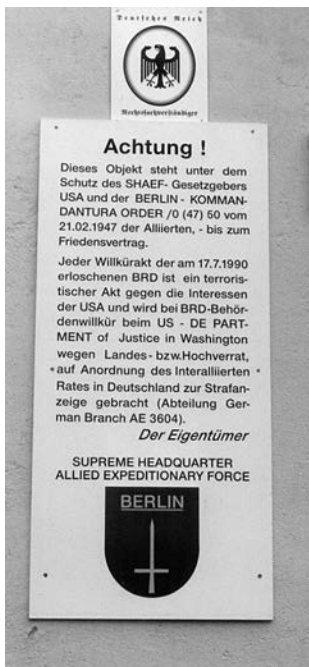 Deutsches Reich
Rechtssachverständiger
Achtung !
Dieses Objekt steht unter dem
Schutz des SHAEF- Gesetzgebers
USA und der BERLIN - KOMMAN-
DANTURA ORDER /0 (47) 50 vom
21.02.1947 der Alliierten, - bis zum
Friedensvertrag.
Jeder Willkürakt der am 17.7.1990
erloschenen BRD ist ein terroris-
tischer Akt gegen die Interessen
der USA und wird bei BRD-Behör-
denwillkür beim US - DE PART-
MENT of Justice in Washington
wegen Landes- bzw.Hochverrat,
auf Anordnung des Interalliierten
Rates in Deutschland zur Strafan-
zeige gebracht (Abteilung Ger-
man Branch AE 3604).
Der Eigentümer
SUPREME HEADQUARTER
ALLIED EXPEDITIONARY FORCE
BERLIN